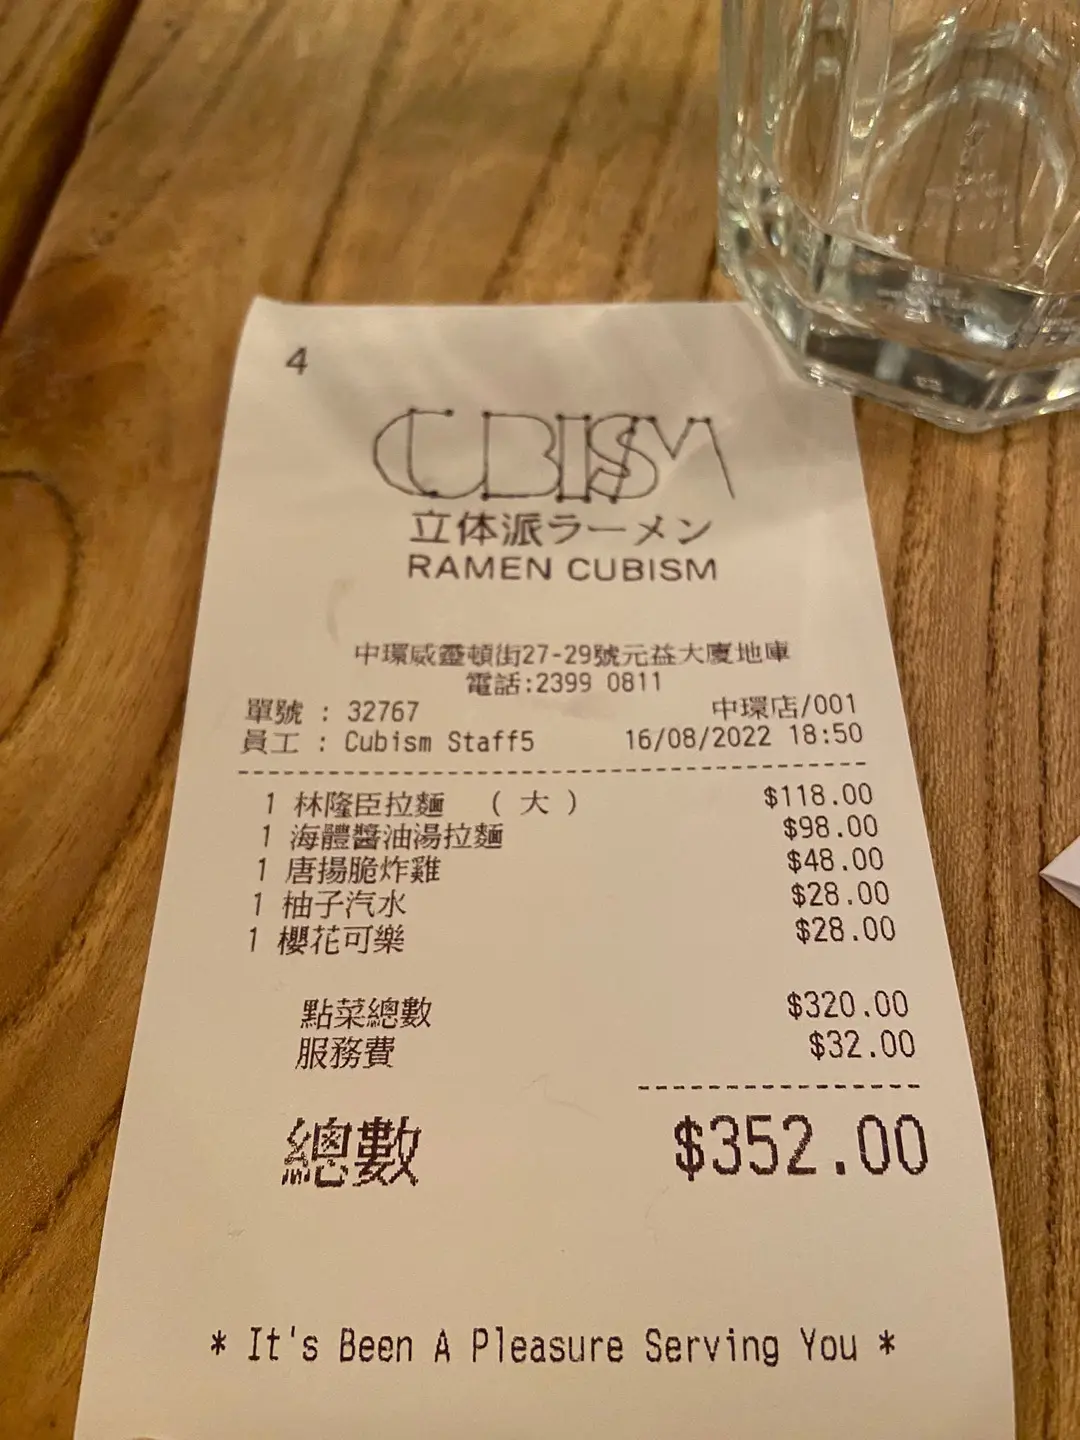 4
CUBISM
立体派ラーメン
RAMEN CUBISM
中環威靈頓街27-29號元益大廈地庫
電話:2399 0811
單號 : 32767 中環店/001
員工 : Cubism Staff5 16/08/2022 18:50
1 林隆臣拉麵 (大) $118.00
1 海體醬油湯拉麵 $98.00
1 唐揚脆炸雞 $48.00
1 柚子汽水 $28.00
1 櫻花可樂 $28.00
點菜總數 $320.00
服務費 $32.00
總數 $352.00
* It's Been A Pleasure Serving You *